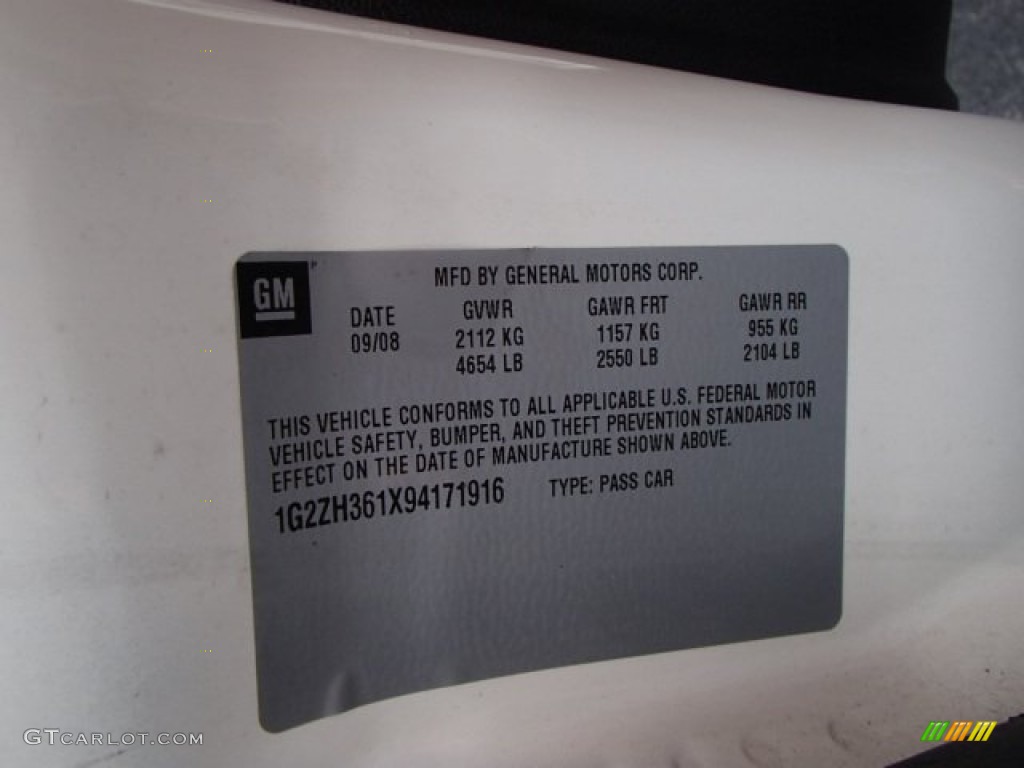 GM
MFD BY GENERAL MOTORS CORP.
DATE GVWR GAWR FRT GAWR RR
09/08 2112 KG 1157 KG 955 KG
4654 LB 2550 LB 2104 LB
THIS VEHICLE CONFORMS TO ALL APPLICABLE U.S. FEDERAL MOTOR
VEHICLE SAFETY, BUMPER, AND THEFT PREVENTION STANDARDS IN
EFFECT ON THE DATE OF MANUFACTURE SHOWN ABOVE.
1G2ZH361X94171916 TYPE: PASS CAR
GTCARLOT.COM